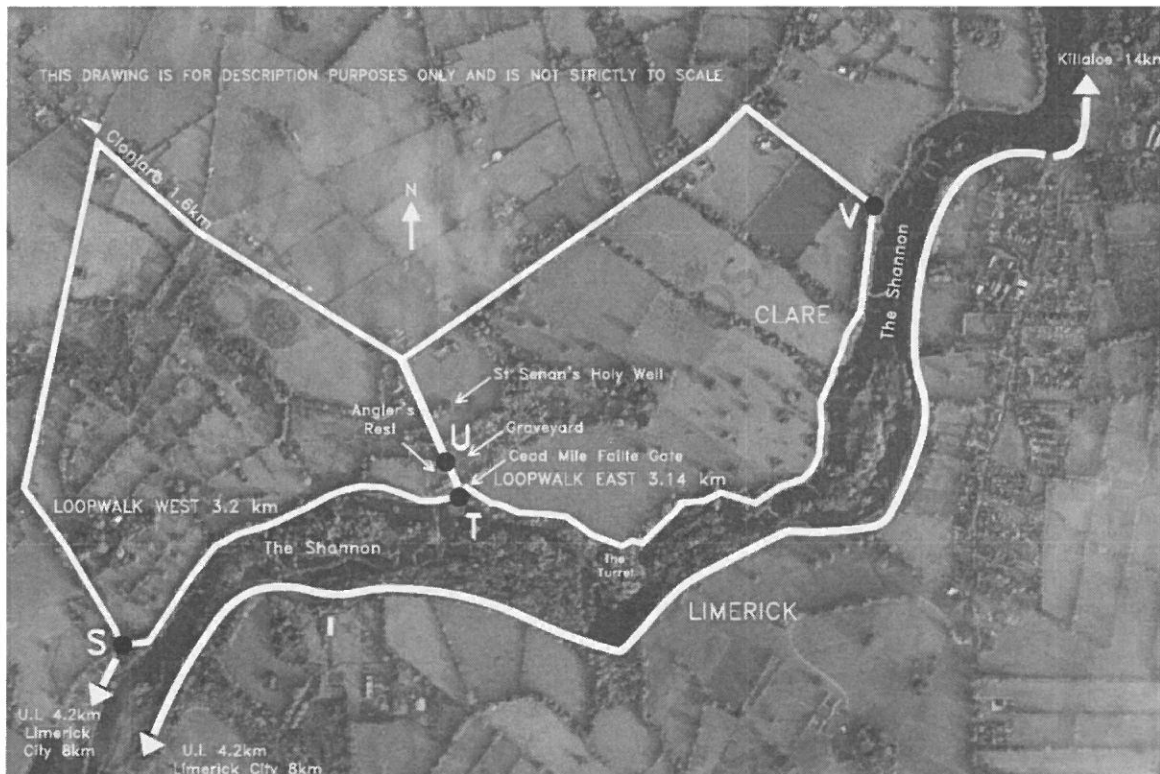 THIS DRAWING IS FOR DESCRIPTION PURPOSES ONLY AND IS NOT STRICTLY TO SCALE
Killaloe 14km
Clonlara 1.6km
N
V
The Shannon
CLARE
St Senan's Holy Well
Angler's
Rest
U
Graveyard
Cead Mile Failte Gate
LOOPWALK EAST 3.14 km
LOOPWALK WEST 3.2 km
T
The Shannon
The
Turret
LIMERICK
S
U.L 4.2km
Limerick
City 8km
U.L 4.2km
Limerick City 8km